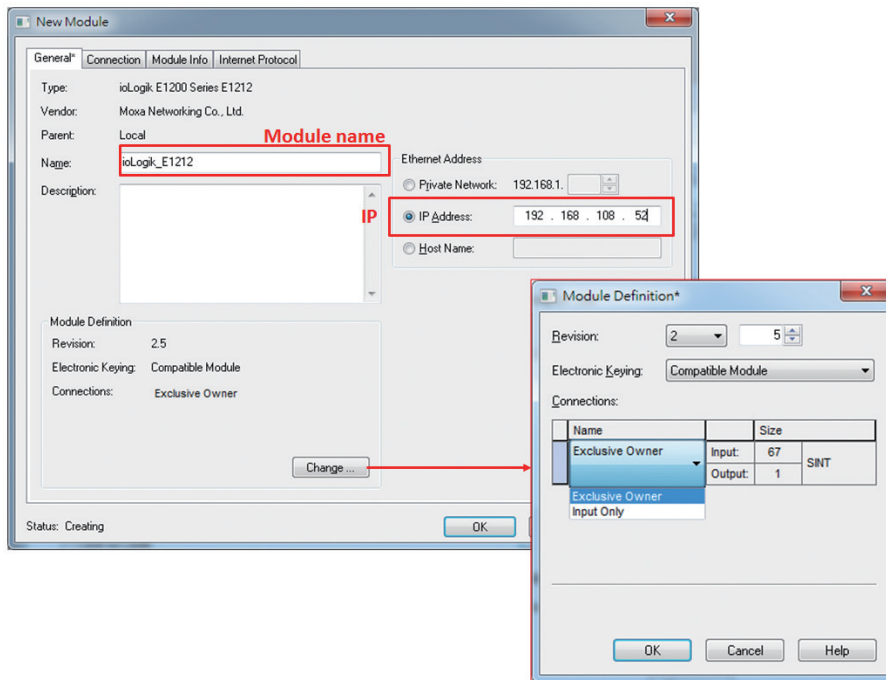 New Module
General* Connection Module Info Internet Protocol
Type: ioLogik E1200 Series E1212
Vendor: Moxa Networking Co., Ltd.
Parent: Local
Module name
Name: ioLogik_E1212
Description:
Ethernet Address
Private Network: 192.168.1.
IP
IP Address: 192 . 168 . 108 . 52
Host Name:
Module Definition
Revision: 2.5
Electronic Keying: Compatible Module
Connections: Exclusive Owner
Change ...
Status: Creating
OK
Module Definition*
Revision: 2 5
Electronic Keying: Compatible Module
Connections:
Name Size
Exclusive Owner Input: 67 SINT
Output: 1
Exclusive Owner
Input Only
OK Cancel Help